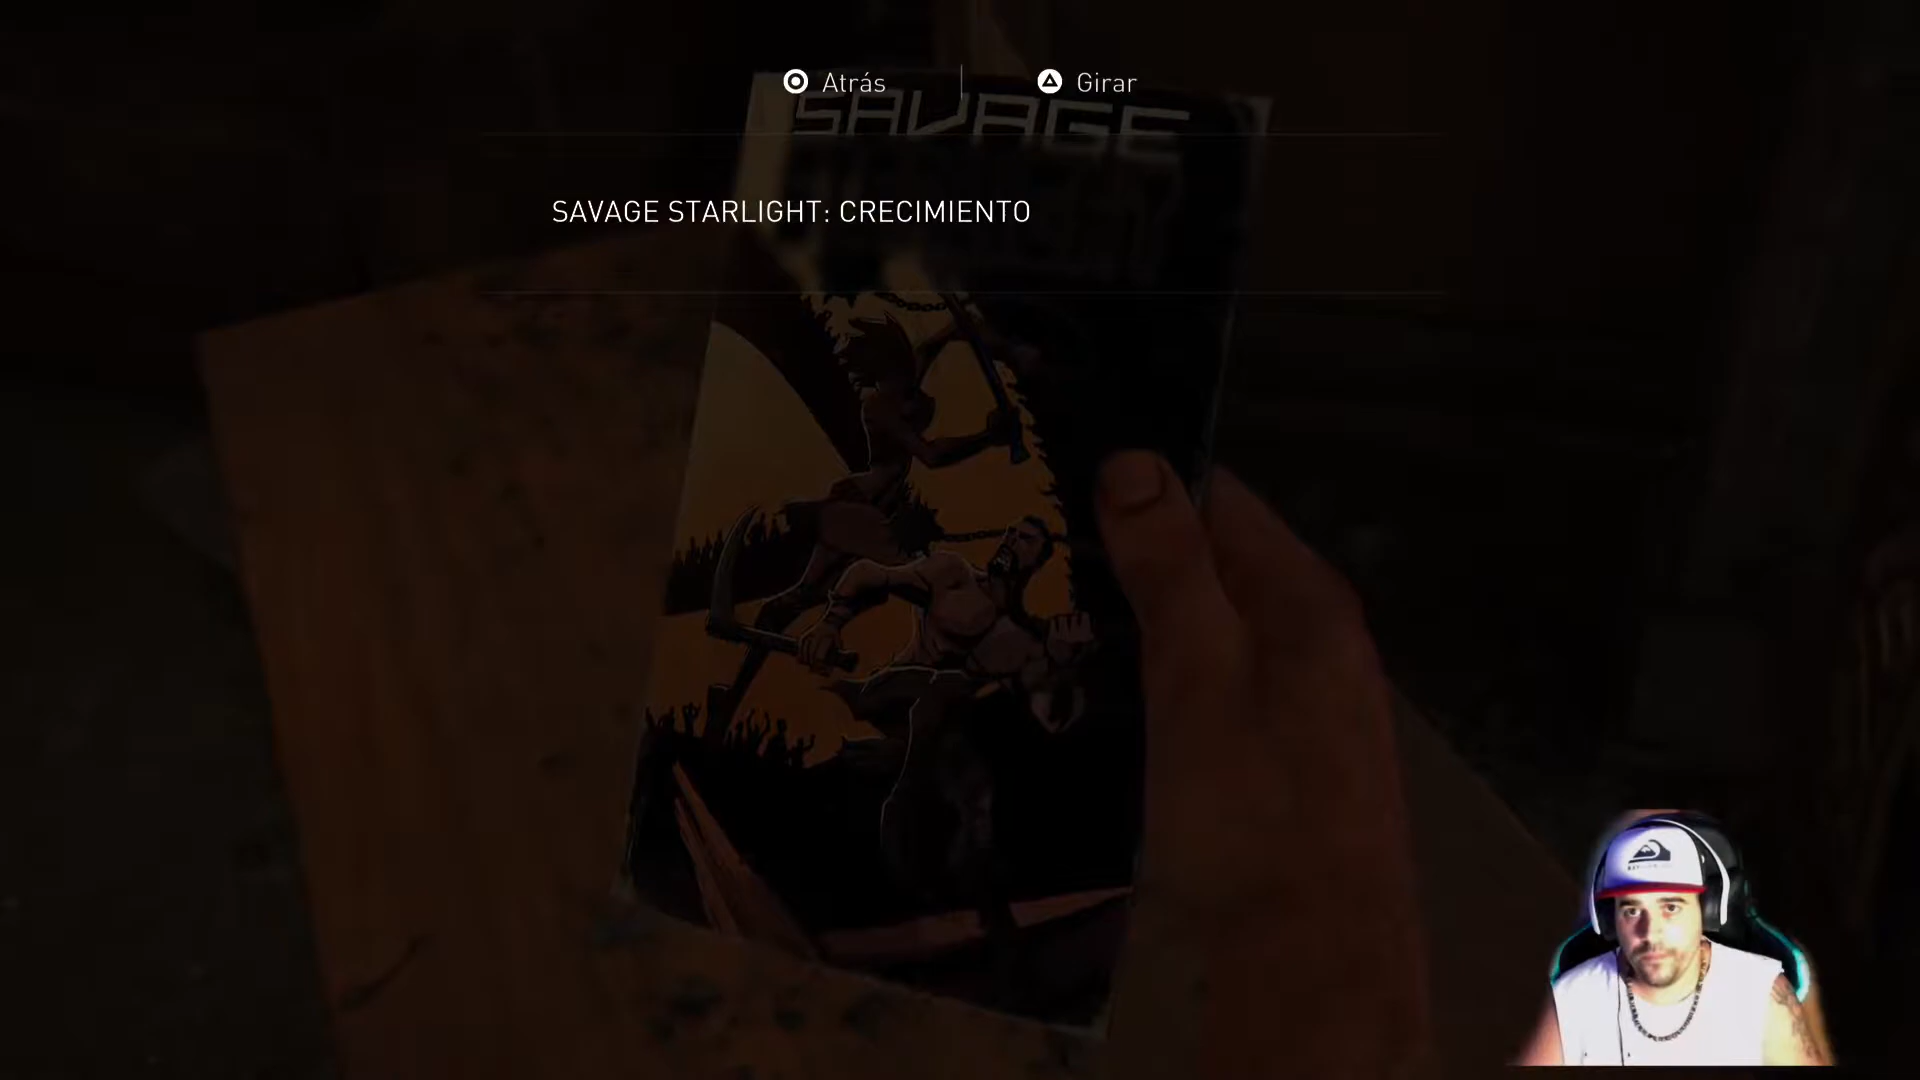 Atrás
Girar
SAVAGE
SAVAGE STARLIGHT: CRECIMIENTO